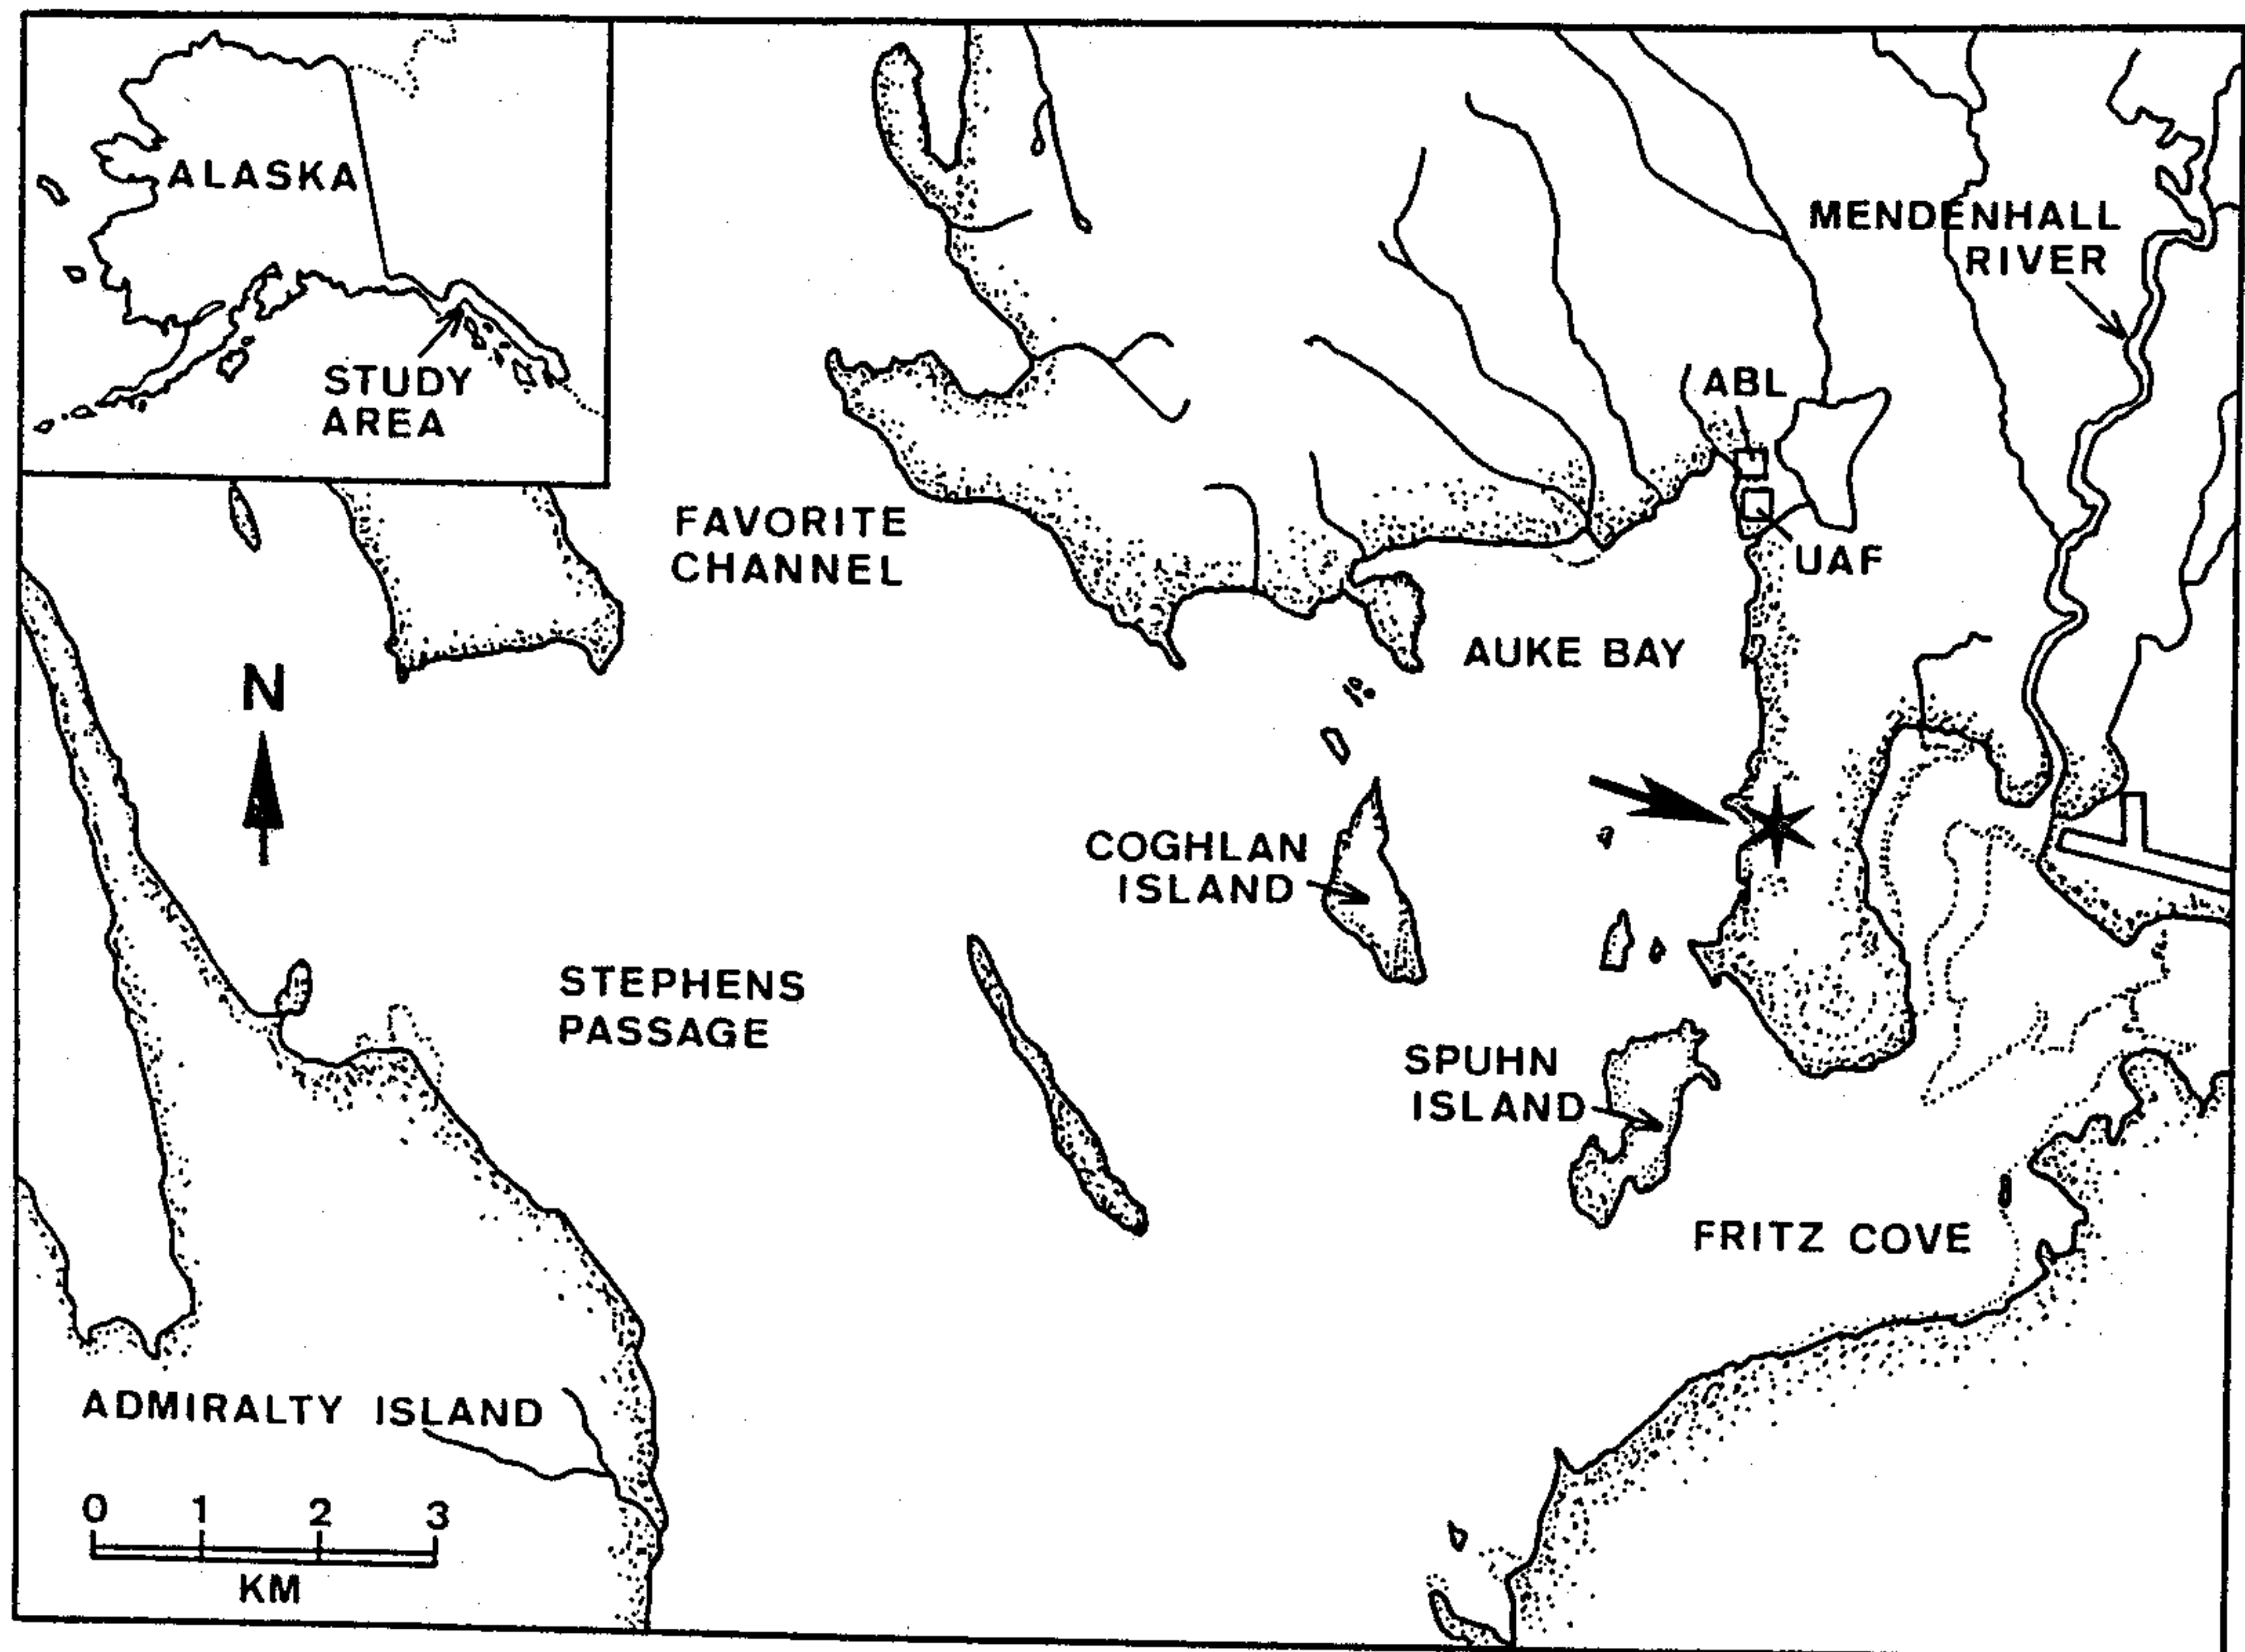 ALASKA
STUDY
AREA
MENDENHALL
RIVER
ABL
UAF
FAVORITE
CHANNEL
AUKE BAY
N
COGHLAN
ISLAND
STEPHENS
PASSAGE
SPUHN
ISLAND
FRITZ COVE
ADMIRALTY ISLAND
0 1 2 3
KM